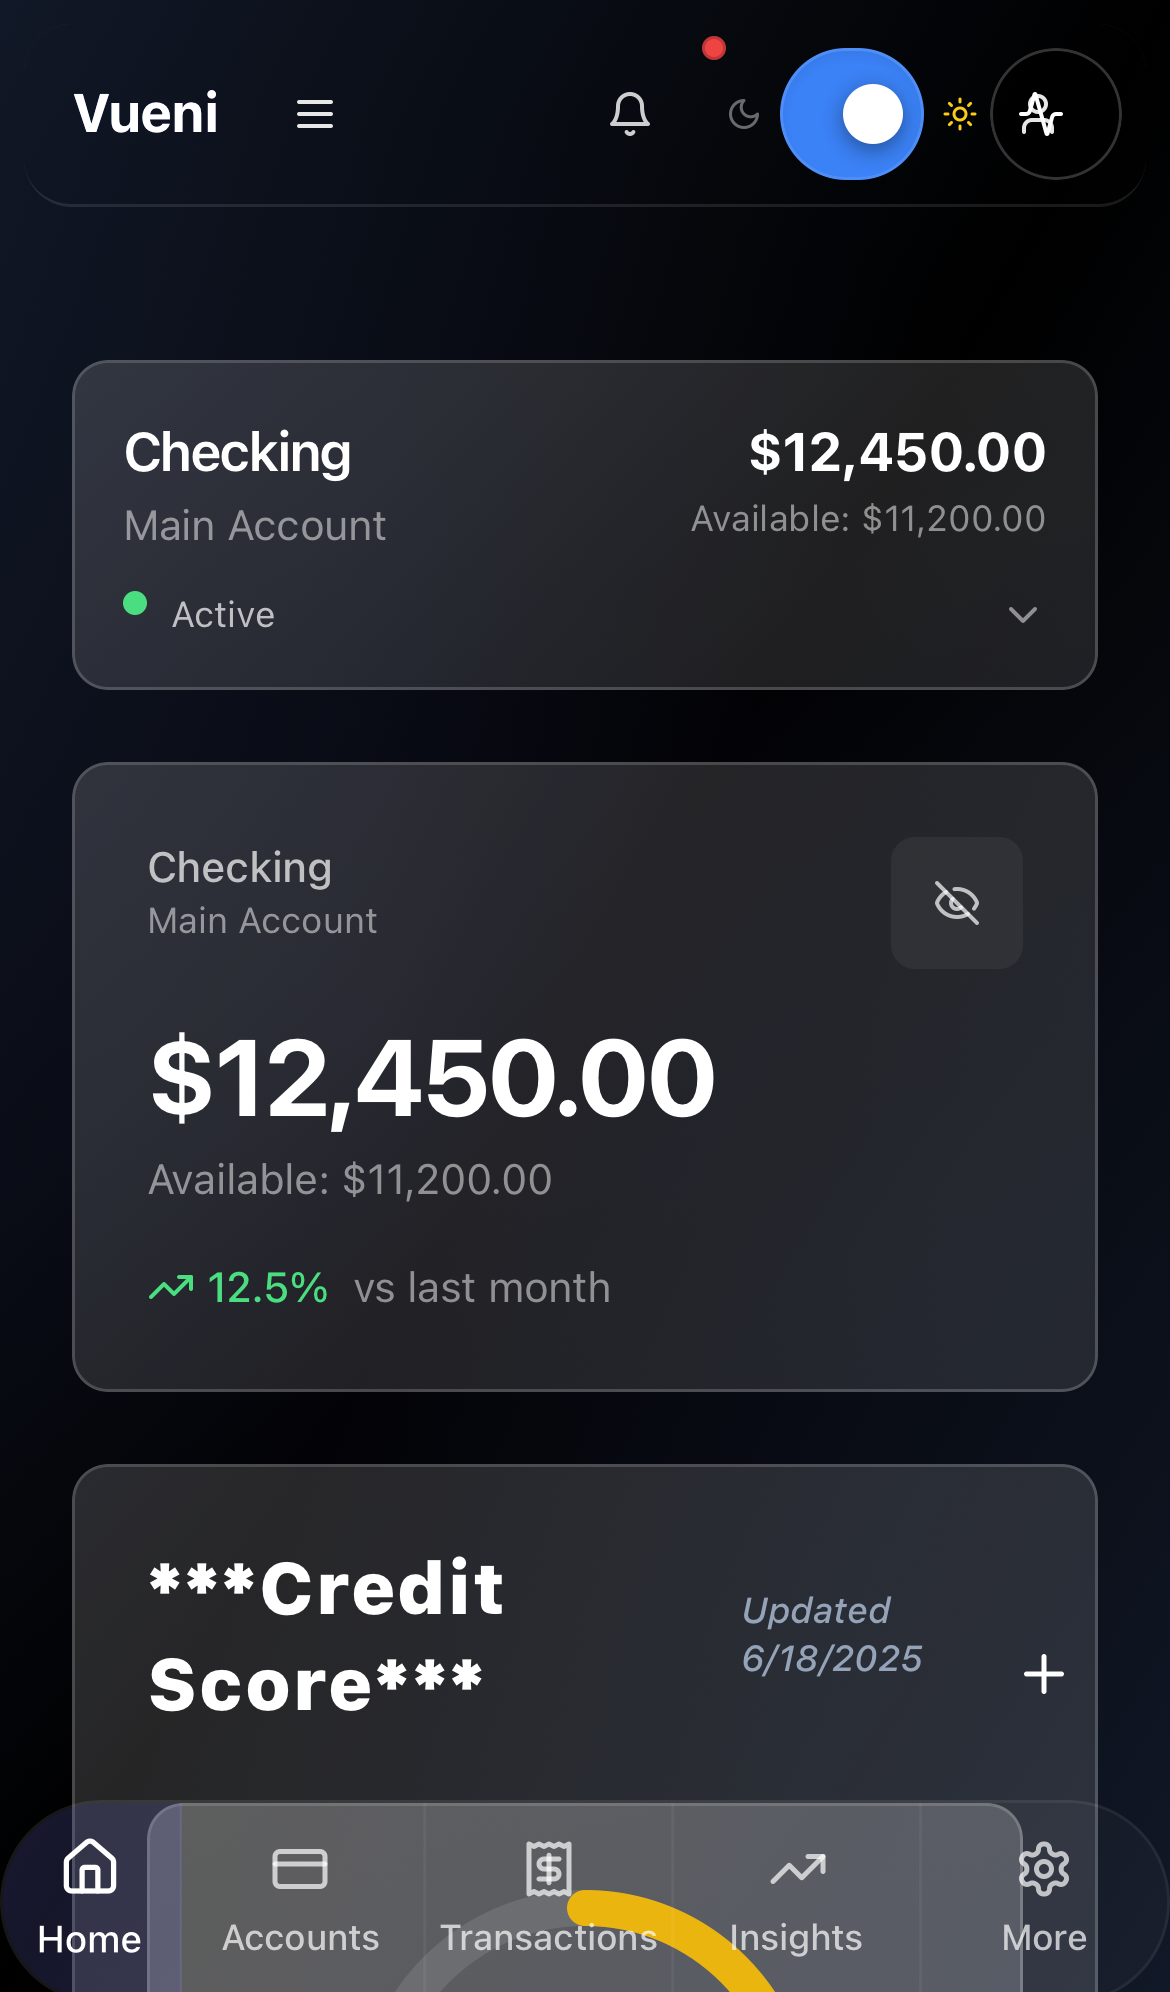 Vueni
Checking
$12,450.00
Main Account
Available: $11,200.00
Active
Checking
Main Account
$12,450.00
Available: $11,200.00
12.5% vs last month
***Credit
Score***
Updated
6/18/2025
Home
Accounts
Transactions
Insights
More